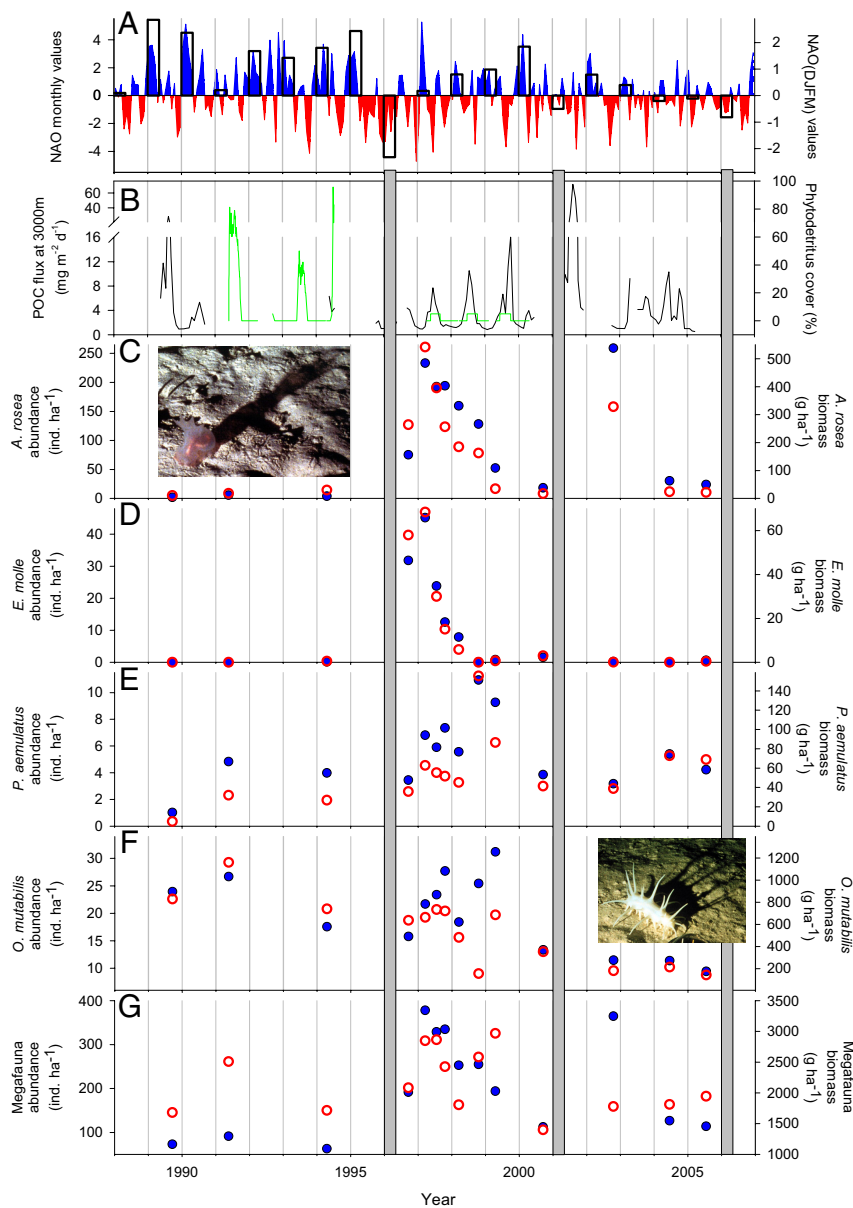 A
NAO monthly values
4
2
0
-2
-4
2
1
0
-1
-2
NAO(DJFM) values
B
POC flux at 3000m
(mg m-2 d-1)
60
40
16
12
8
4
0
100
80
60
40
20
0
Phytodetritus cover (%)
C
A. rosea
abundance
(ind. ha-1)
250
200
150
100
50
0
500
400
300
200
100
0
A. rosea
biomass
(g ha-1)
D
E. molle
abundance
(ind. ha-1)
40
30
20
10
0
60
40
20
0
E. molle
biomass
(g ha-1)
E
P. aemulatus
abundance
(ind. ha-1)
10
8
6
4
2
0
140
120
100
80
60
40
20
0
P. aemulatus
biomass
(g ha-1)
F
O. mutabilis
abundance
(ind. ha-1)
30
25
20
15
10
1200
1000
800
600
400
200
O. mutabilis
biomass
(g ha-1)
G
Megafauna
abundance
(ind. ha-1)
400
300
200
100
3500
3000
2500
2000
1500
1000
Megafauna
biomass
(g ha-1)
1990
1995
2000
2005
Year